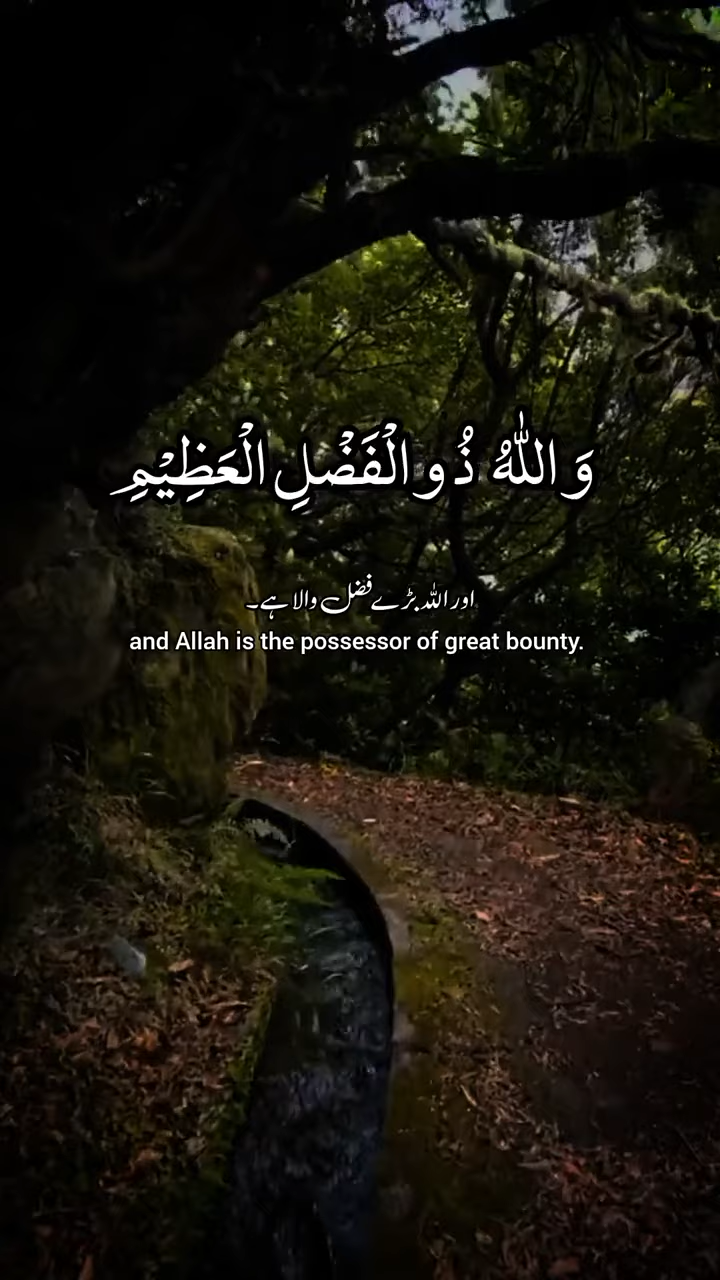 وَ اللّٰهُ ذُو الْفَضْلِ الْعَظِیْمِ
اور اللہ بڑے فضل والا ہے۔
and Allah is the possessor of great bounty.